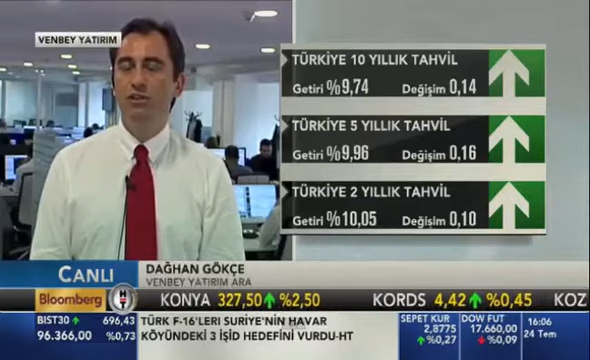 VENBEY YATIRIM
TÜRKİYE 10 YILLIK TAHVİL
Getiri %9,74 Değişim 0,14
TÜRKİYE 5 YILLIK TAHVİL
Getiri %9,96 Değişim 0,16
TÜRKİYE 2 YILLIK TAHVİL
Getiri %10,05 Değişim 0,10
CANLI
DAĞHAN GÖKÇE
VENBEY YATIRIM ARA
Bloomberg HT KONYA 327,50 %2,50 KORDS 4,42 %0,45 KOZ
BIST30 696,43
96.366,00 %0,73
TÜRK F-16'LERI SURİYE'NİN HAVAR
KÖYÜNDEKİ 3 IŞİD HEDEFİNİ VURDU-HT
SEPET KUR
2,8775
%0,27
DOW FUT
17.660,00
%0,09
16:06
24 Tem